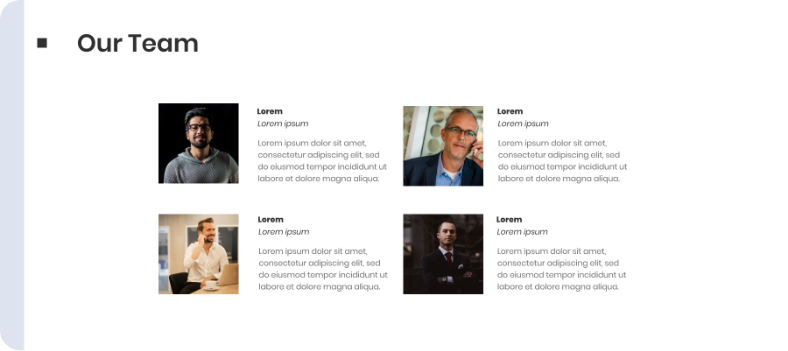 Our Team
Lorem
Lorem ipsum
Lorem ipsum dolor sit amet,
consectetur adipiscing elit, sed
do eiusmod tempor incididunt ut
labore et dolore magna aliqua.
Lorem
Lorem ipsum
Lorem ipsum dolor sit amet,
consectetur adipiscing elit, sed
do eiusmod tempor incididunt ut
labore et dolore magna aliqua.
Lorem
Lorem ipsum
Lorem ipsum dolor sit amet,
consectetur adipiscing elit, sed
do eiusmod tempor incididunt ut
labore et dolore magna aliqua.
Lorem
Lorem ipsum
Lorem ipsum dolor sit amet,
consectetur adipiscing elit, sed
do eiusmod tempor incididunt ut
labore et dolore magna aliqua.